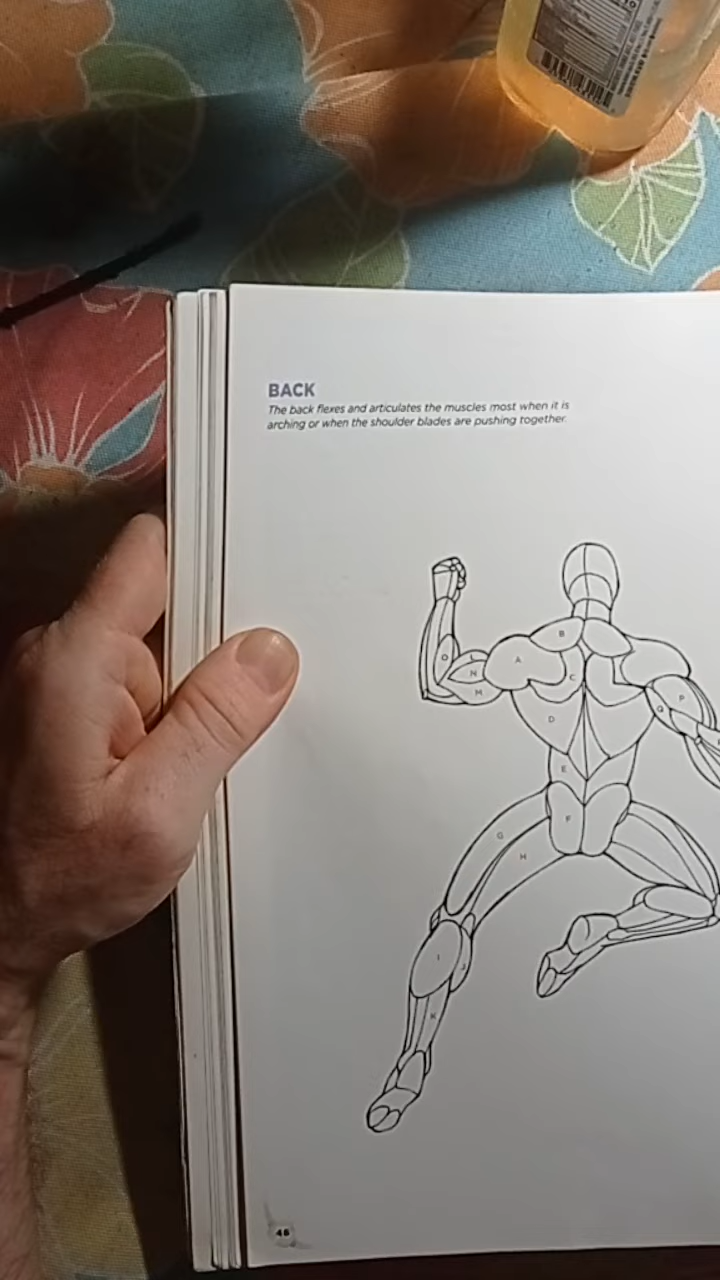 BACK
The back flexes and articulates the muscles most when it is
arching or when the shoulder blades are pushing together.
B
A
O
L
N
C
M
P
Q
D
E
F
G
H
I
J
K
46